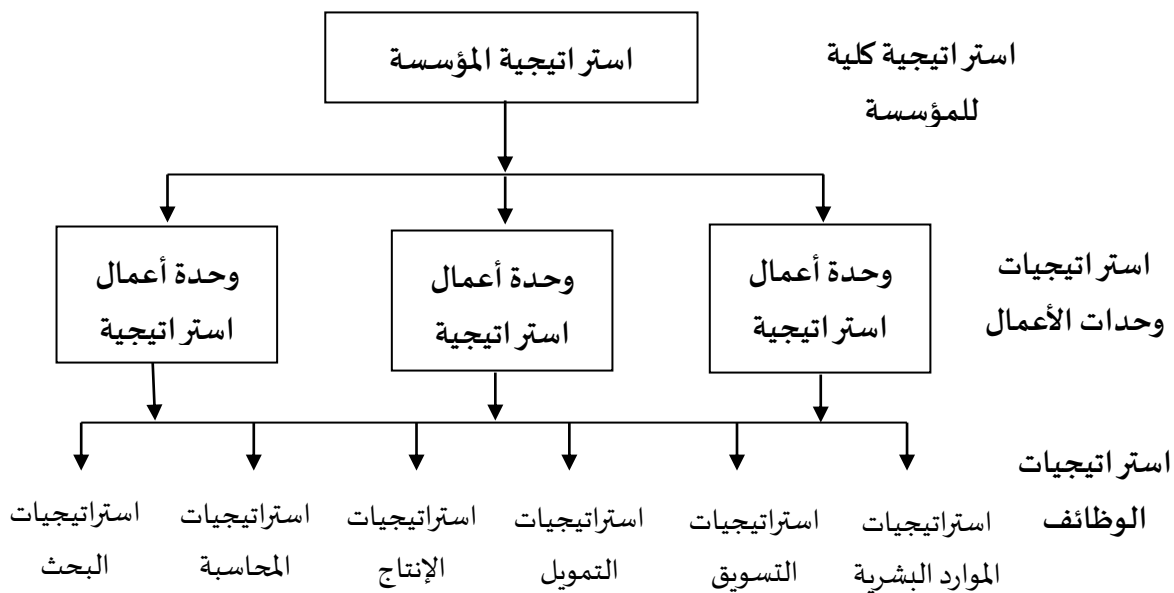 استراتيجية المؤسسة
استراتيجية كلية
للمؤسسة
وحدة أعمال
استراتيجية
وحدة أعمال
استراتيجية
وحدة أعمال
استراتيجية
استراتيجيات
وحدات الأعمال
استراتيجيات
الوظائف
استراتيجيات
الموارد البشرية
استراتيجيات
التسويق
استراتيجيات
التمويل
استراتيجيات
الإنتاج
استراتيجيات
المحاسبة
استراتيجيات
البحث